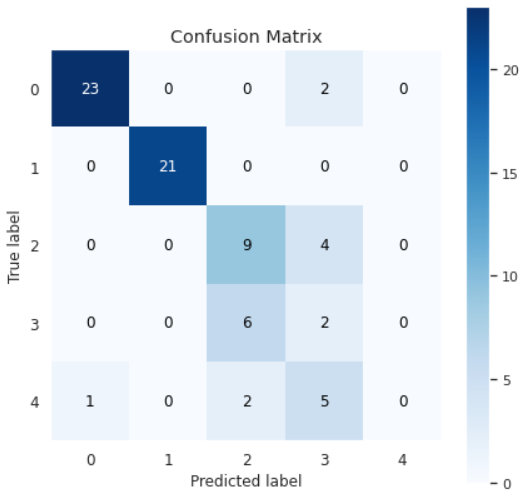 Confusion Matrix
True label
0 23 0 0 2 0
1 0 21 0 0 0
2 0 0 9 4 0
3 0 0 6 2 0
4 1 0 2 5 0
0 1 2 3 4
Predicted label
20
15
10
5
0